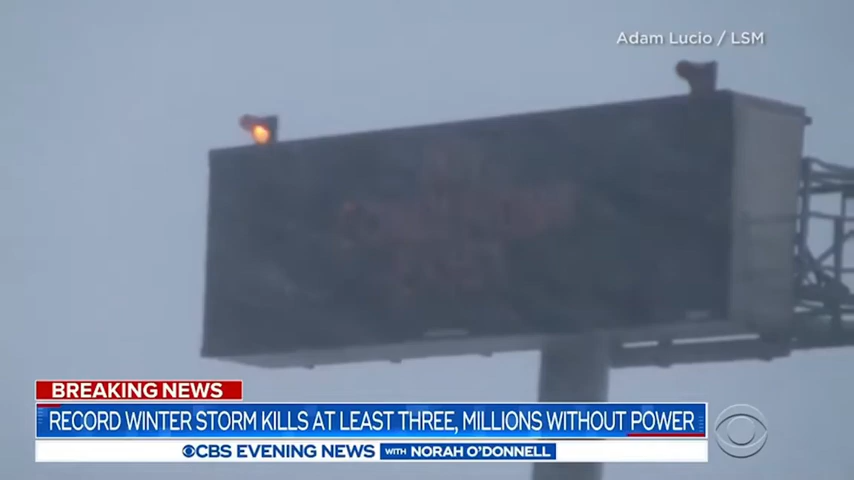 Adam Lucio / LSM
BREAKING NEWS
RECORD WINTER STORM KILLS AT LEAST THREE, MILLIONS WITHOUT POWER
CBS EVENING NEWS WITH NORAH O'DONNELL